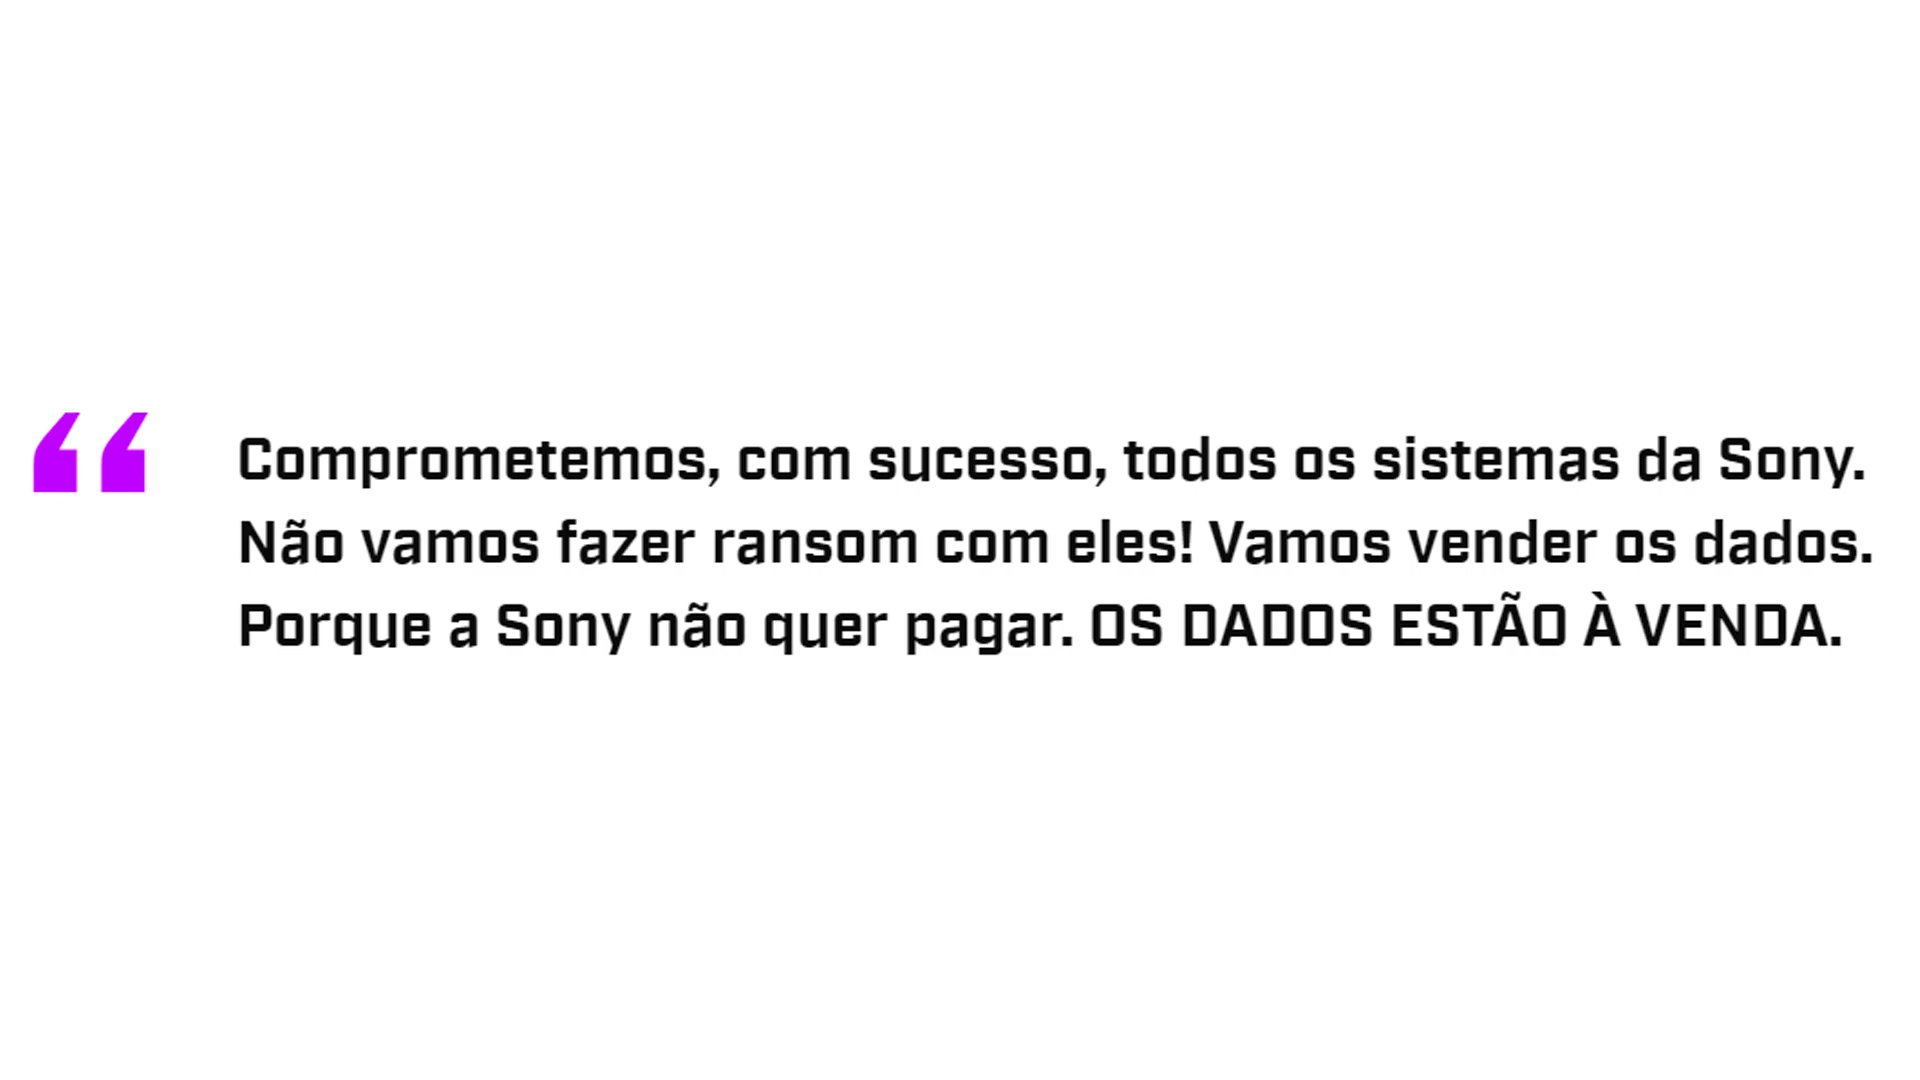 “ Comprometemos, com sucesso, todos os sistemas da Sony.
Não vamos fazer ransom com eles! Vamos vender os dados.
Porque a Sony não quer pagar. OS DADOS ESTÃO À VENDA.